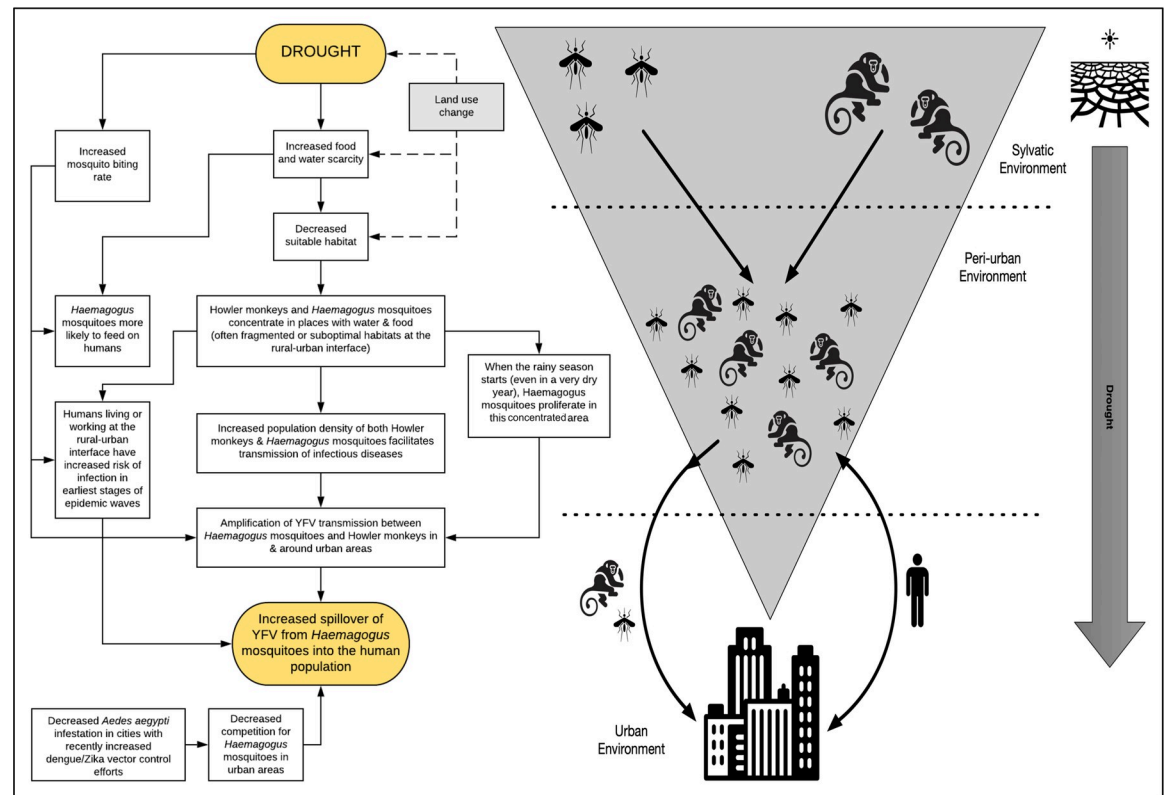 DROUGHT
Land use
change
Increased
mosquito biting
rate
Increased food
and water scarcity
Decreased
suitable habitat
Haemagogus
mosquitoes more
likely to feed on
humans
Howler monkeys and Haemagogus mosquitoes
concentrate in places with water & food
(often fragmented or suboptimal habitats at the
rural-urban interface)
When the rainy season
starts (even in a very dry
year), Haemagogus
mosquitoes proliferate in
this concentrated area
Humans living or
working at the
rural-urban
interface have
increased risk of
infection in
earliest stages of
epidemic waves
Increased population density of both Howler
monkeys & Haemagogus mosquitoes facilitates
transmission of infectious diseases
Amplification of YFV transmission between
Haemagogus mosquitoes and Howler monkeys in
& around urban areas
Increased spillover of
YFV from Haemagogus
mosquitoes into the human
population
Decreased Aedes aegypti
infestation in cities with
recently increased
dengue/Zika vector control
efforts
Decreased
competition for
Haemagogus
mosquitoes in
urban areas
Sylvatic
Environment
Peri-urban
Environment
Urban
Environment
Drought